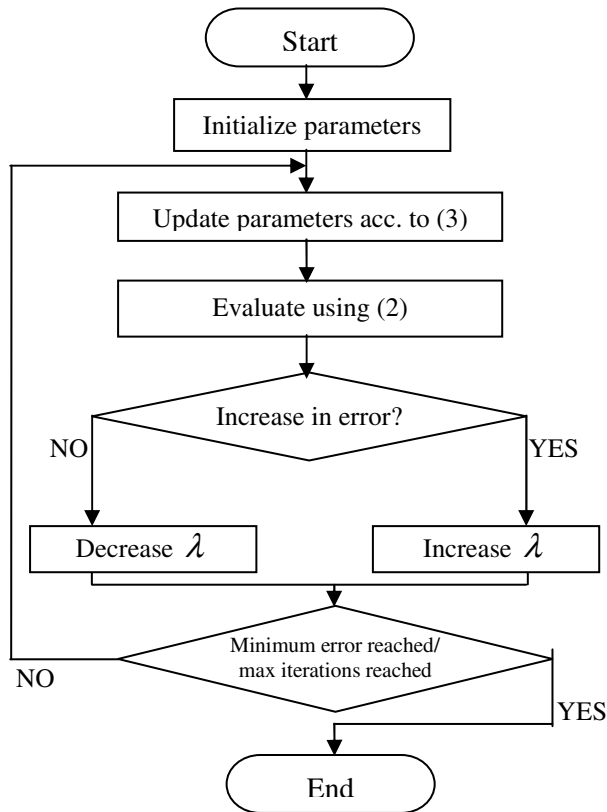 Start
Initialize parameters
Update parameters acc. to (3)
Evaluate using (2)
Increase in error?
NO
YES
Decrease λ
Increase λ
Minimum error reached/
max iterations reached
NO
YES
End